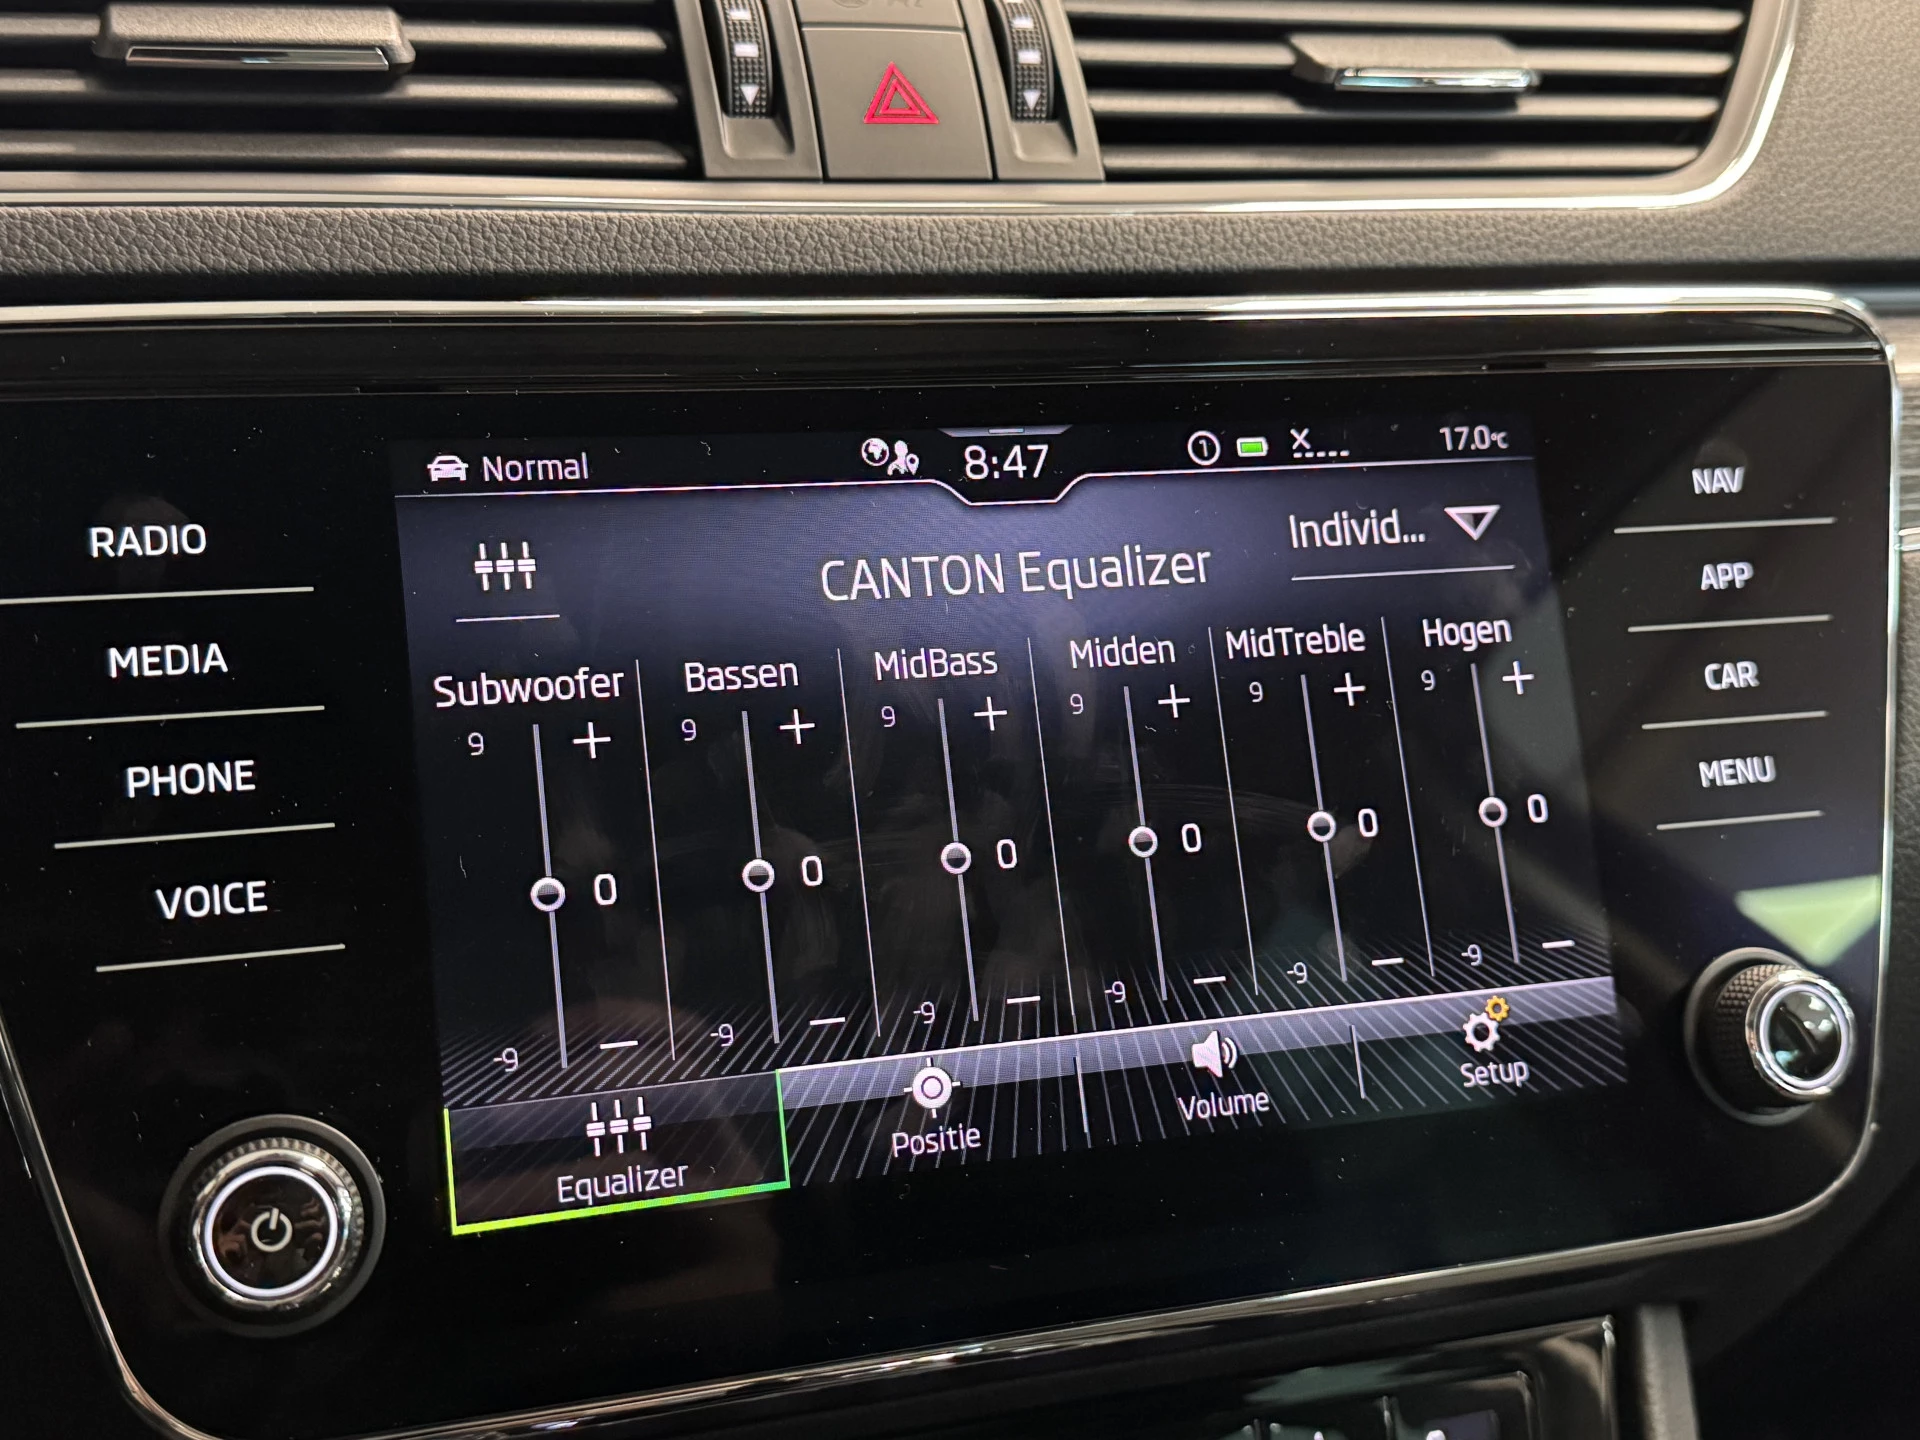 Normal
8:47
1
X
17.0°C
RADIO
MEDIA
PHONE
VOICE
NAV
APP
CAR
MENU
CANTON Equalizer
Individ...
Subwoofer
Bassen
MidBass
Midden
MidTreble
Hogen
9 +
9 +
9 +
9 +
9 +
9 +
0
0
0
0
0
0
-9 −
-9 −
-9 −
-9 −
-9 −
-9 −
Equalizer
Positie
Volume
Setup